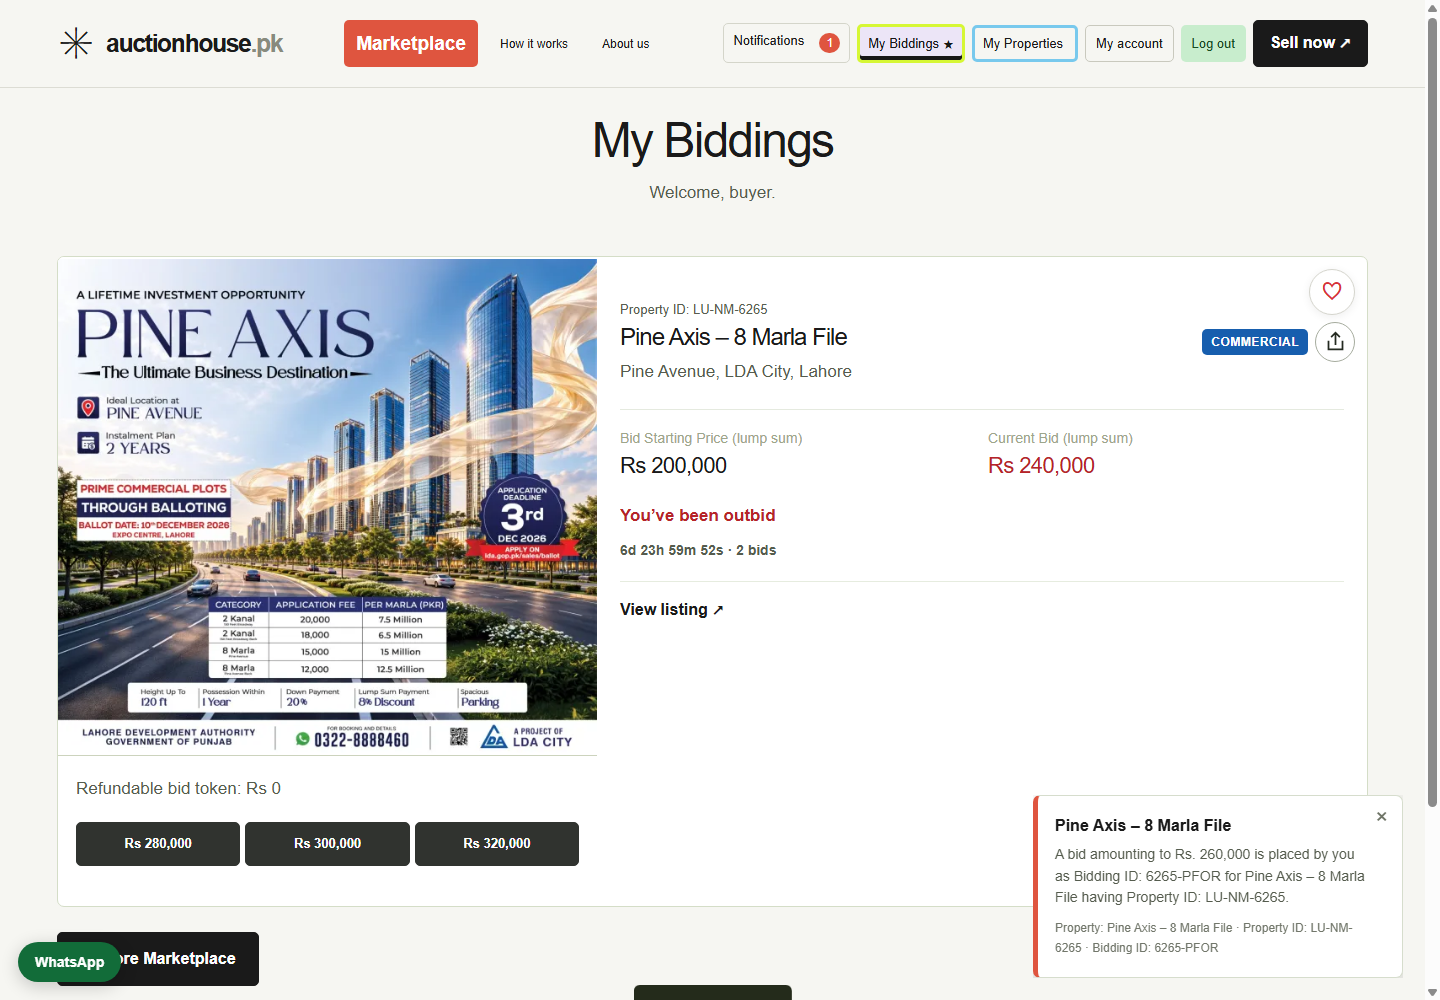 auctionhouse.pk
Marketplace
How it works
About us
Notifications 1
My Biddings ★
My Properties
My account
Log out
Sell now ↗
My Biddings
Welcome, buyer.
A LIFETIME INVESTMENT OPPORTUNITY
PINE AXIS
The Ultimate Business Destination
Ideal Location at
PINE AVENUE
Instalment Plan
2 YEARS
PRIME COMMERCIAL PLOTS
THROUGH BALLOTING
BALLOT DATE: 10TH DECEMBER 2026
EXPO CENTRE, LAHORE
APPLICATION
DEADLINE
3rd
DEC 2026
APPLY ON
lda.gop.pk/sales/ballot
CATEGORY APPLICATION FEE PER MARLA (PKR)
2 Kanal 20,000 7.5 Million
2 Kanal 18,000 6.5 Million
8 Marla 15,000 15 Million
8 Marla 12,000 12.5 Million
Height Up To Possession Within Down Payment Lump Sum Payment Spacious
120 ft 1 Year 20% 8% Discount Parking
LAHORE DEVELOPMENT AUTHORITY
GOVERNMENT OF PUNJAB
FOR BOOKING AND DETAILS
0322-8888460
LDA
A PROJECT OF
LDA CITY
Property ID: LU-NM-6265
Pine Axis – 8 Marla File
Pine Avenue, LDA City, Lahore
COMMERCIAL
Bid Starting Price (lump sum)
Rs 200,000
Current Bid (lump sum)
Rs 240,000
You’ve been outbid
6d 23h 59m 52s · 2 bids
View listing ↗
Refundable bid token: Rs 0
Rs 280,000
Rs 300,000
Rs 320,000
Pine Axis – 8 Marla File
×
A bid amounting to Rs. 260,000 is placed by you
as Bidding ID: 6265-PFOR for Pine Axis – 8 Marla
File having Property ID: LU-NM-6265.
Property: Pine Axis – 8 Marla File · Property ID: LU-NM-
6265 · Bidding ID: 6265-PFOR
WhatsApp
ore Marketplace